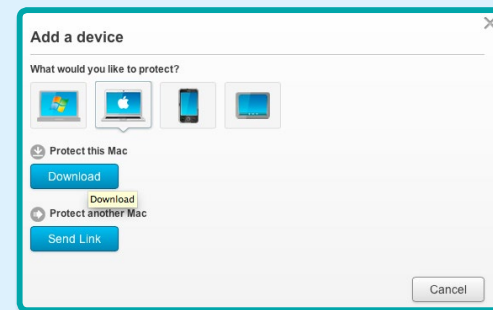 Add a device
What would you like to protect?
Protect this Mac
Download
Download
Protect another Mac
Send Link
Cancel